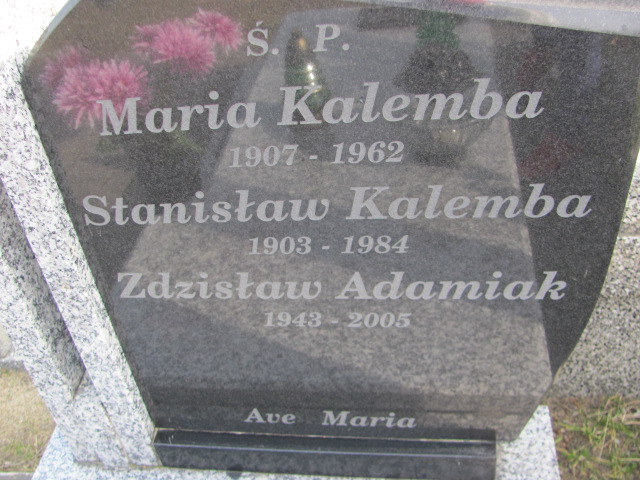 Ś. P.
Maria Kalemba
1907 - 1962
Stanisław Kalemba
1903 - 1984
Zdzisław Adamiak
1943 - 2005
Ave Maria